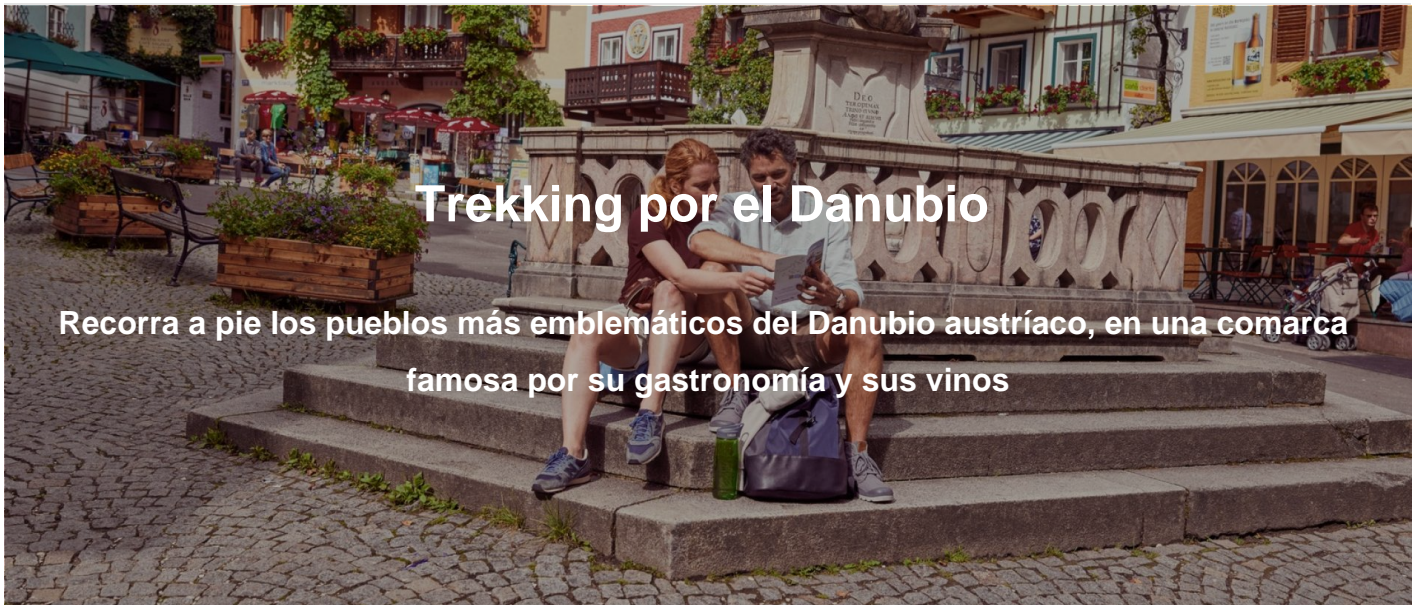 Trekking por el Danubio
Recorra a pie los pueblos más emblemáticos del Danubio austríaco, en una comarca
famosa por su gastronomía y sus vinos
DEO